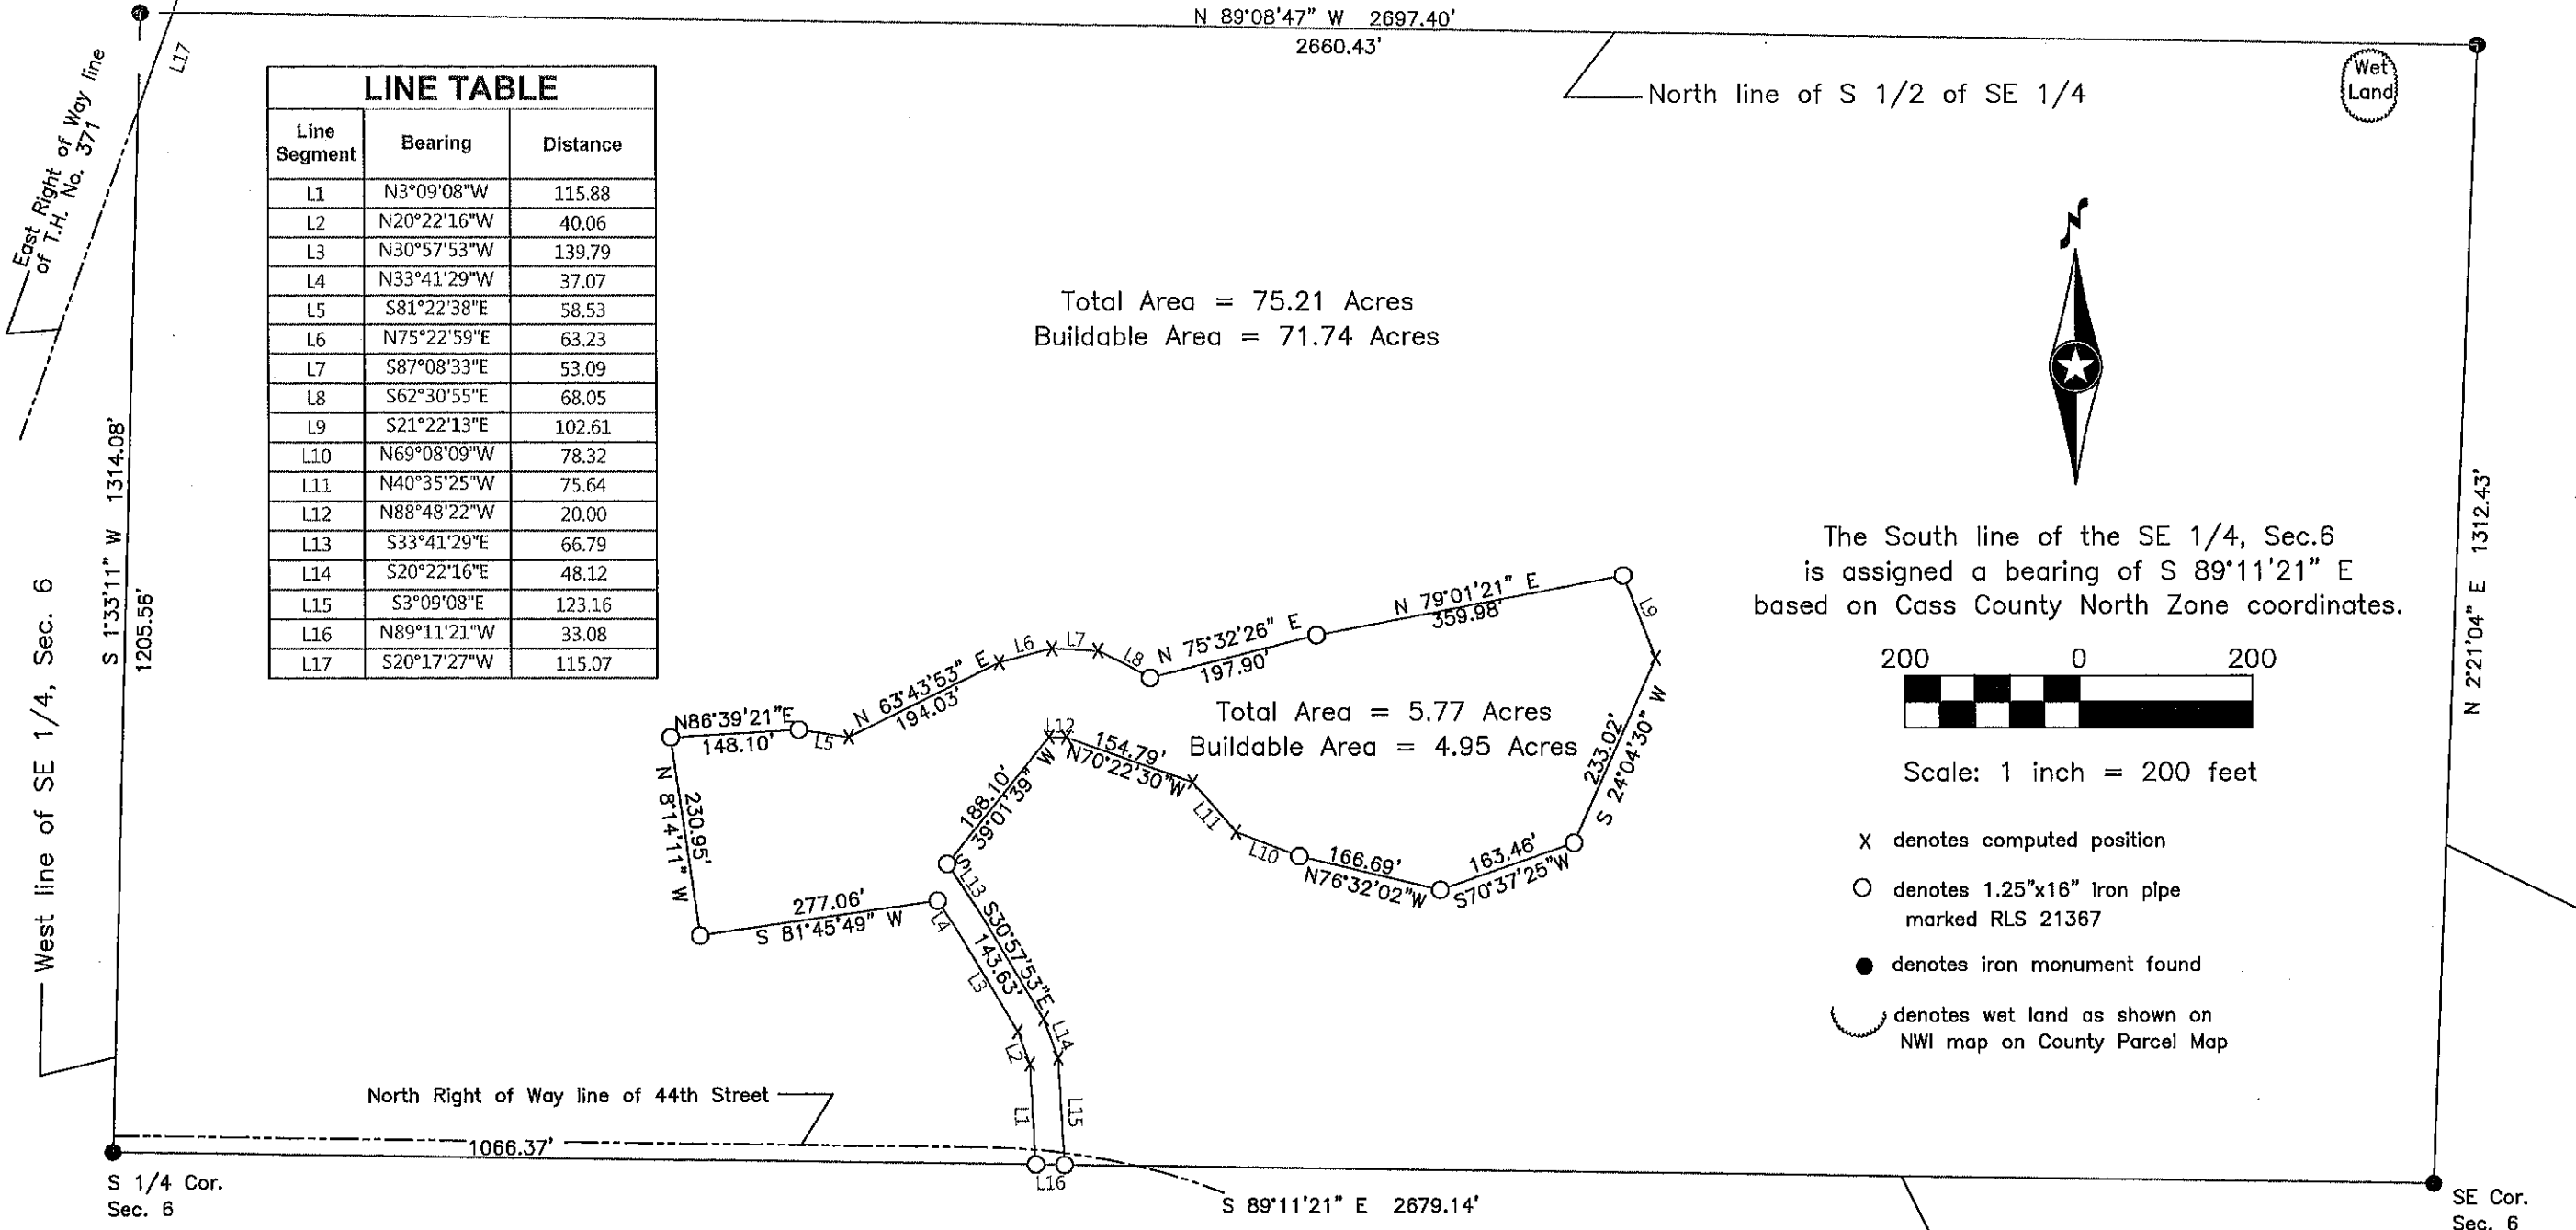 N 89°08'47" W 2697.40'
2660.43'
L17
East Right of Way line
of T.H. No. 371
North line of S 1/2 of SE 1/4
Wet
Land
LINE TABLE
Line Segment Bearing Distance
L1 N3°09'08"W 115.88
L2 N20°22'16"W 40.06
L3 N30°57'53"W 139.79
L4 N33°41'29"W 37.07
L5 S81°22'38"E 58.53
L6 N75°22'59"E 63.23
L7 S87°08'33"E 53.09
L8 S62°30'55"E 68.05
L9 S21°22'13"E 102.61
L10 N69°08'09"W 78.32
L11 N40°35'25"W 75.64
L12 N88°48'22"W 20.00
L13 S33°41'29"E 66.79
L14 S20°22'16"E 48.12
L15 S3°09'08"E 123.16
L16 N89°11'21"W 33.08
L17 S20°17'27"W 115.07
Total Area = 75.21 Acres
Buildable Area = 71.74 Acres
N
The South line of the SE 1/4, Sec.6
is assigned a bearing of S 89°11'21" E
based on Cass County North Zone coordinates.
200 0 200
Scale: 1 inch = 200 feet
X denotes computed position
denotes 1.25"x16" iron pipe
marked RLS 21367
denotes iron monument found
denotes wet land as shown on
NWI map on County Parcel Map
N 2°21'04" E 1312.43'
S 1°33'11" W 1314.08'
1205.56'
West line of SE 1/4, Sec. 6
N86°39'21"E
148.10'
L5
N 63°43'53" E
194.03'
L6
L7
L8
N 75°32'26" E
197.90'
N 79°01'21" E
359.98'
L9
233.02'
S 24°04'30" W
163.46'
S70°37'25"W
166.69'
N76°32'02"W
L10
L11
154.79'
N70°22'30"W
L12
188.10'
S 39°01'39" W
Total Area = 5.77 Acres
Buildable Area = 4.95 Acres
N 8°14'11" W
230.95'
277.06'
S 81°45'49" W
L13
S30°57'53"E
143.63'
L4
L3
L2
L1
L14
L15
L16
North Right of Way line of 44th Street
1066.37'
S 1/4 Cor.
Sec. 6
S 89°11'21" E 2679.14'
SE Cor.
Sec. 6